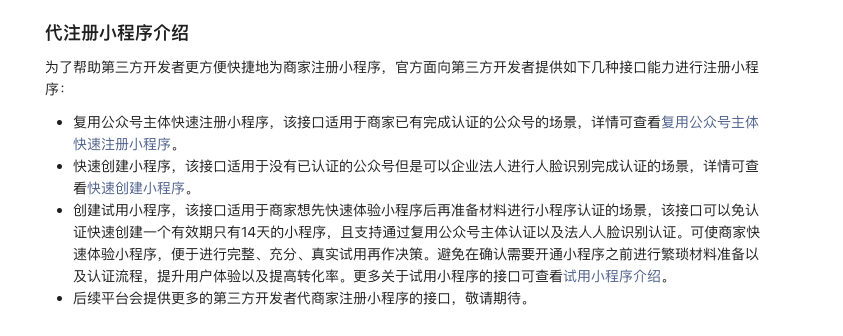 代注册小程序介绍
为了帮助第三方开发者更方便快捷地为商家注册小程序，官方面向第三方开发者提供如下几种接口能力进行注册小程
序：
复用公众号主体快速注册小程序，该接口适用于商家已有完成认证的公众号的场景，详情可查看复用公众号主体
快速注册小程序。
快速创建小程序，该接口适用于没有已认证的公众号但是可以企业法人进行人脸识别完成认证的场景，详情可查
看快速创建小程序。
创建试用小程序，该接口适用于商家想先快速体验小程序后再准备材料进行小程序认证的场景，该接口可以免认
证快速创建一个有效期只有14天的小程序，且支持通过复用公众号主体认证以及法人人脸识别认证。可使商家快
速体验小程序，便于进行完整、充分、真实试用再作决策。避免在确认需要开通小程序之前进行繁琐材料准备以
及认证流程，提升用户体验以及提高转化率。更多关于试用小程序的接口可查看试用小程序介绍。
后续平台会提供更多的第三方开发者代商家注册小程序的接口，敬请期待。